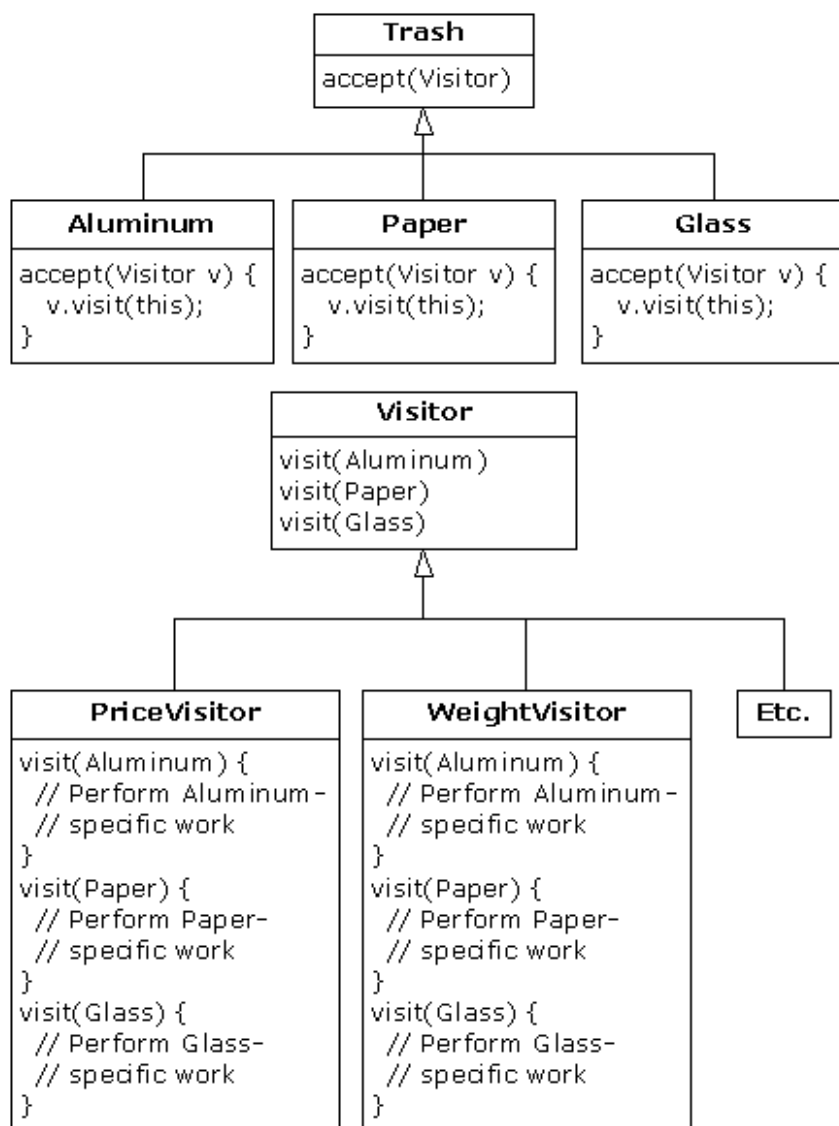 Trash
accept(Visitor)
Aluminum
accept(Visitor v) {
v.visit(this);
}
Paper
accept(Visitor v) {
v.visit(this);
}
Glass
accept(Visitor v) {
v.visit(this);
}
Visitor
visit(Aluminum)
visit(Paper)
visit(Glass)
PriceVisitor
visit(Aluminum) {
// Perform Aluminum-
// specific work
}
visit(Paper) {
// Perform Paper-
// specific work
}
visit(Glass) {
// Perform Glass-
// specific work
}
WeightVisitor
visit(Aluminum) {
// Perform Aluminum-
// specific work
}
visit(Paper) {
// Perform Paper-
// specific work
}
visit(Glass) {
// Perform Glass-
// specific work
}
Etc.